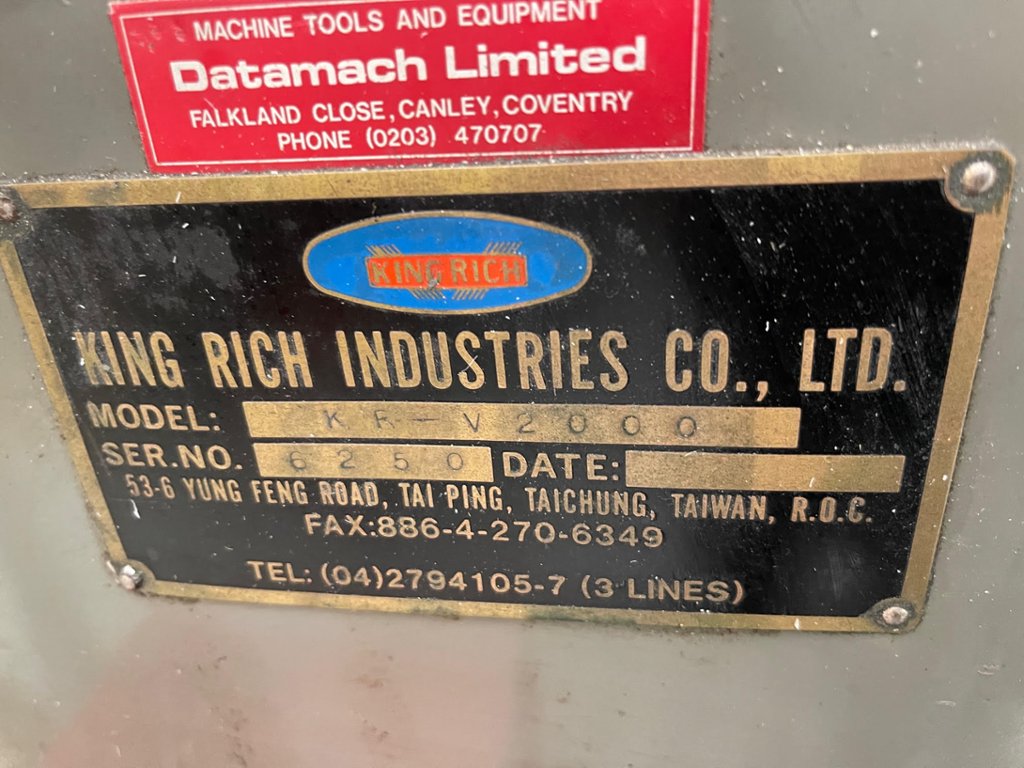 MACHINE TOOLS AND EQUIPMENT
Datamach Limited
FALKLAND CLOSE, CANLEY, COVENTRY
PHONE (0203) 470707
KING RICH
KING RICH INDUSTRIES CO., LTD.
MODEL: KR-V2000
SER.NO. 6250 DATE:
53-6 YUNG FENG ROAD, TAI PING, TAICHUNG, TAIWAN, R.O.C.
FAX:886-4-270-6349
TEL: (04)2794105-7 (3 LINES)